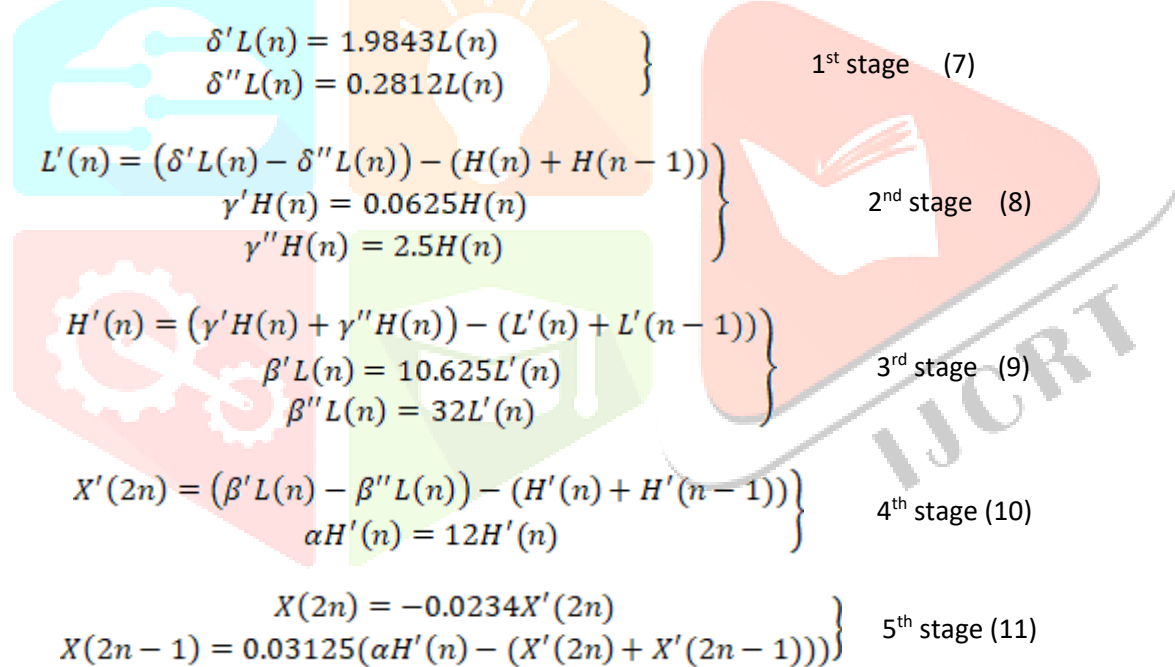 δ′L(n) = 1.9843L(n)
δ′′L(n) = 0.2812L(n)
1st stage (7)
L′(n) = (δ′L(n) − δ′′L(n)) − (H(n) + H(n − 1)))
γ′H(n) = 0.0625H(n)
γ′′H(n) = 2.5H(n)
2nd stage (8)
H′(n) = (γ′H(n) + γ′′H(n)) − (L′(n) + L′(n − 1)))
β′L(n) = 10.625L′(n)
β′′L(n) = 32L′(n)
3rd stage (9)
X′(2n) = (β′L(n) − β′′L(n)) − (H′(n) + H′(n − 1)))
αH′(n) = 12H′(n)
4th stage (10)
X(2n) = −0.0234X′(2n)
X(2n − 1) = 0.03125(αH′(n) − (X′(2n) + X′(2n − 1)))
5th stage (11)
IJCRT